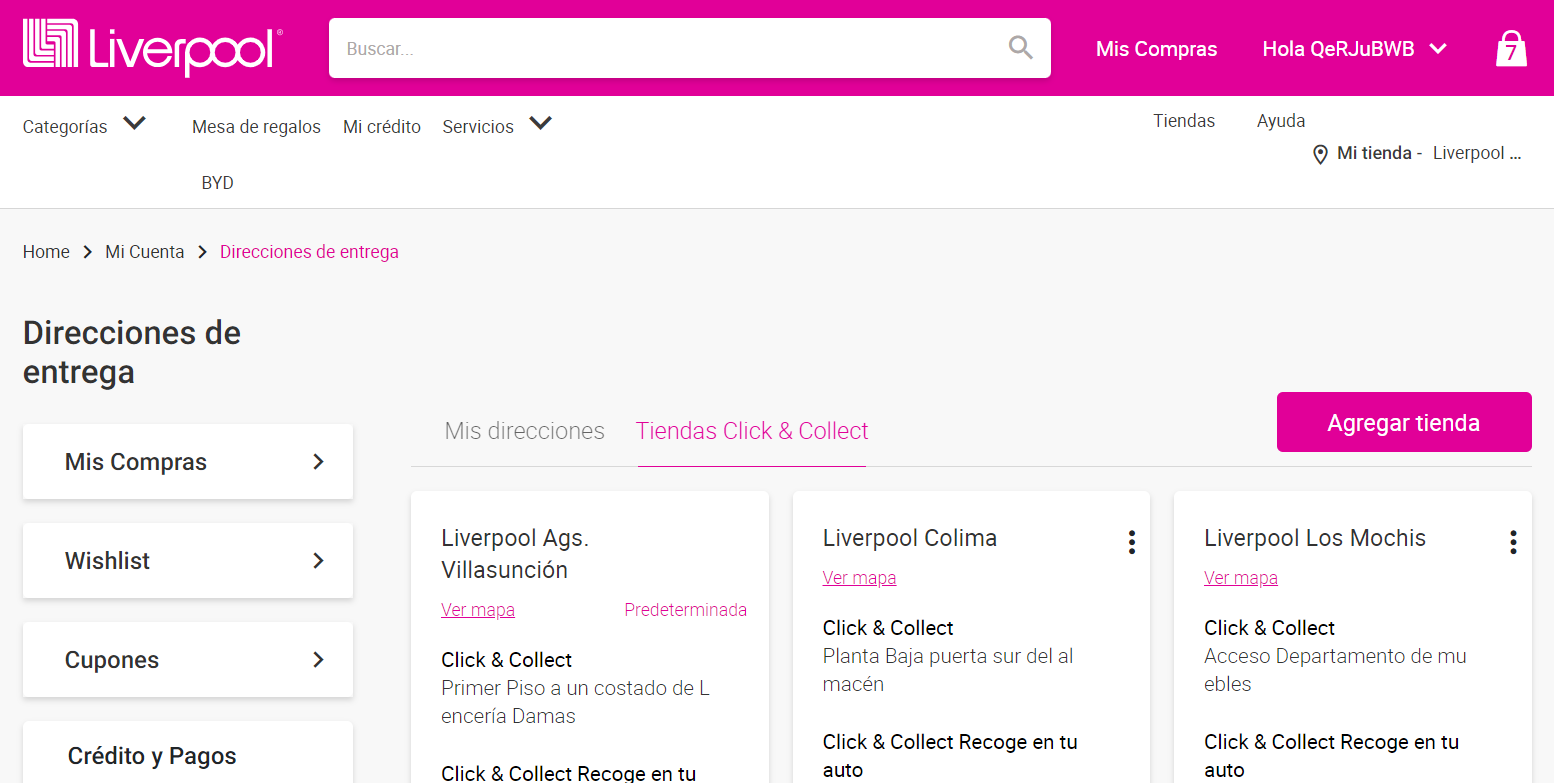 Liverpool®
Buscar...
Mis Compras
Hola QeRJuBWB
7
Categorías
Mesa de regalos
Mi crédito
Servicios
Tiendas
Ayuda
Mi tienda - Liverpool ...
BYD
Home > Mi Cuenta > Direcciones de entrega
Direcciones de
entrega
Mis Compras
Wishlist
Cupones
Crédito y Pagos
Mis direcciones
Tiendas Click & Collect
Agregar tienda
Liverpool Ags.
Villasunción
Ver mapa
Predeterminada
Click & Collect
Primer Piso a un costado de L
encería Damas
Click & Collect Recoge en tu
Liverpool Colima
Ver mapa
Click & Collect
Planta Baja puerta sur del al
macén
Click & Collect Recoge en tu
auto
Liverpool Los Mochis
Ver mapa
Click & Collect
Acceso Departamento de mu
ebles
Click & Collect Recoge en tu
auto